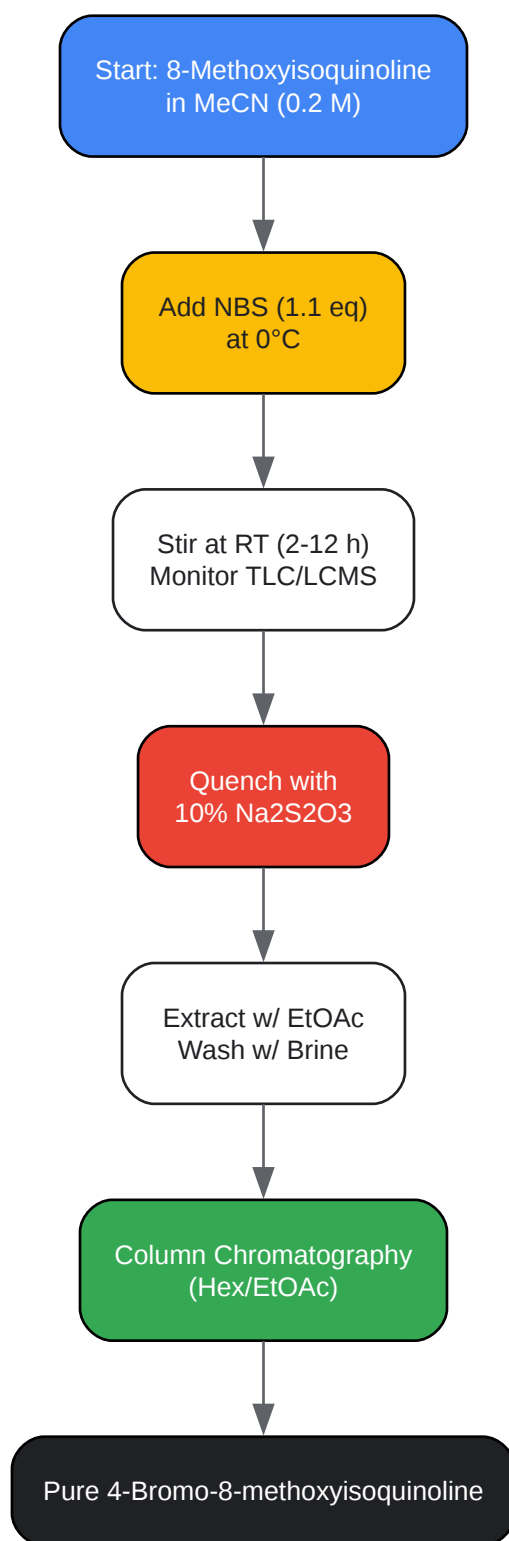 Start: 8-Methoxyisoquinoline
in MeCN (0.2 M)
Add NBS (1.1 eq)
at 0°C
Stir at RT (2-12 h)
Monitor TLC/LCMS
Quench with
10% Na2S2O3
Extract w/ EtOAc
Wash w/ Brine
Column Chromatography
(Hex/EtOAc)
Pure 4-Bromo-8-methoxyisoquinoline